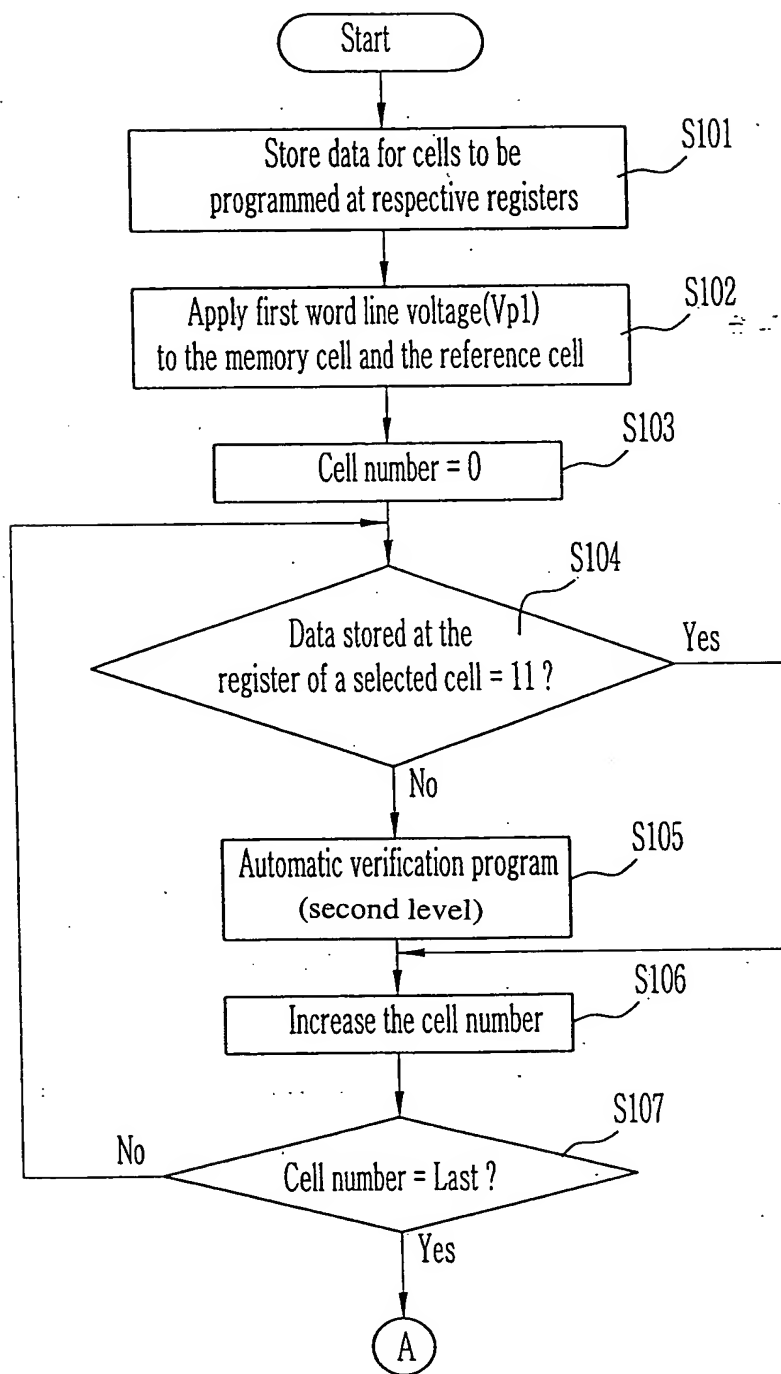 Start
S101
Store data for cells to be
programmed at respective registers
S102
Apply first word line voltage(Vp1)
to the memory cell and the reference cell
S103
Cell number = 0
S104
Data stored at the
register of a selected cell = 11 ?
Yes
No
S105
Automatic verification program
(second level)
S106
Increase the cell number
S107
No
Cell number = Last ?
Yes
A